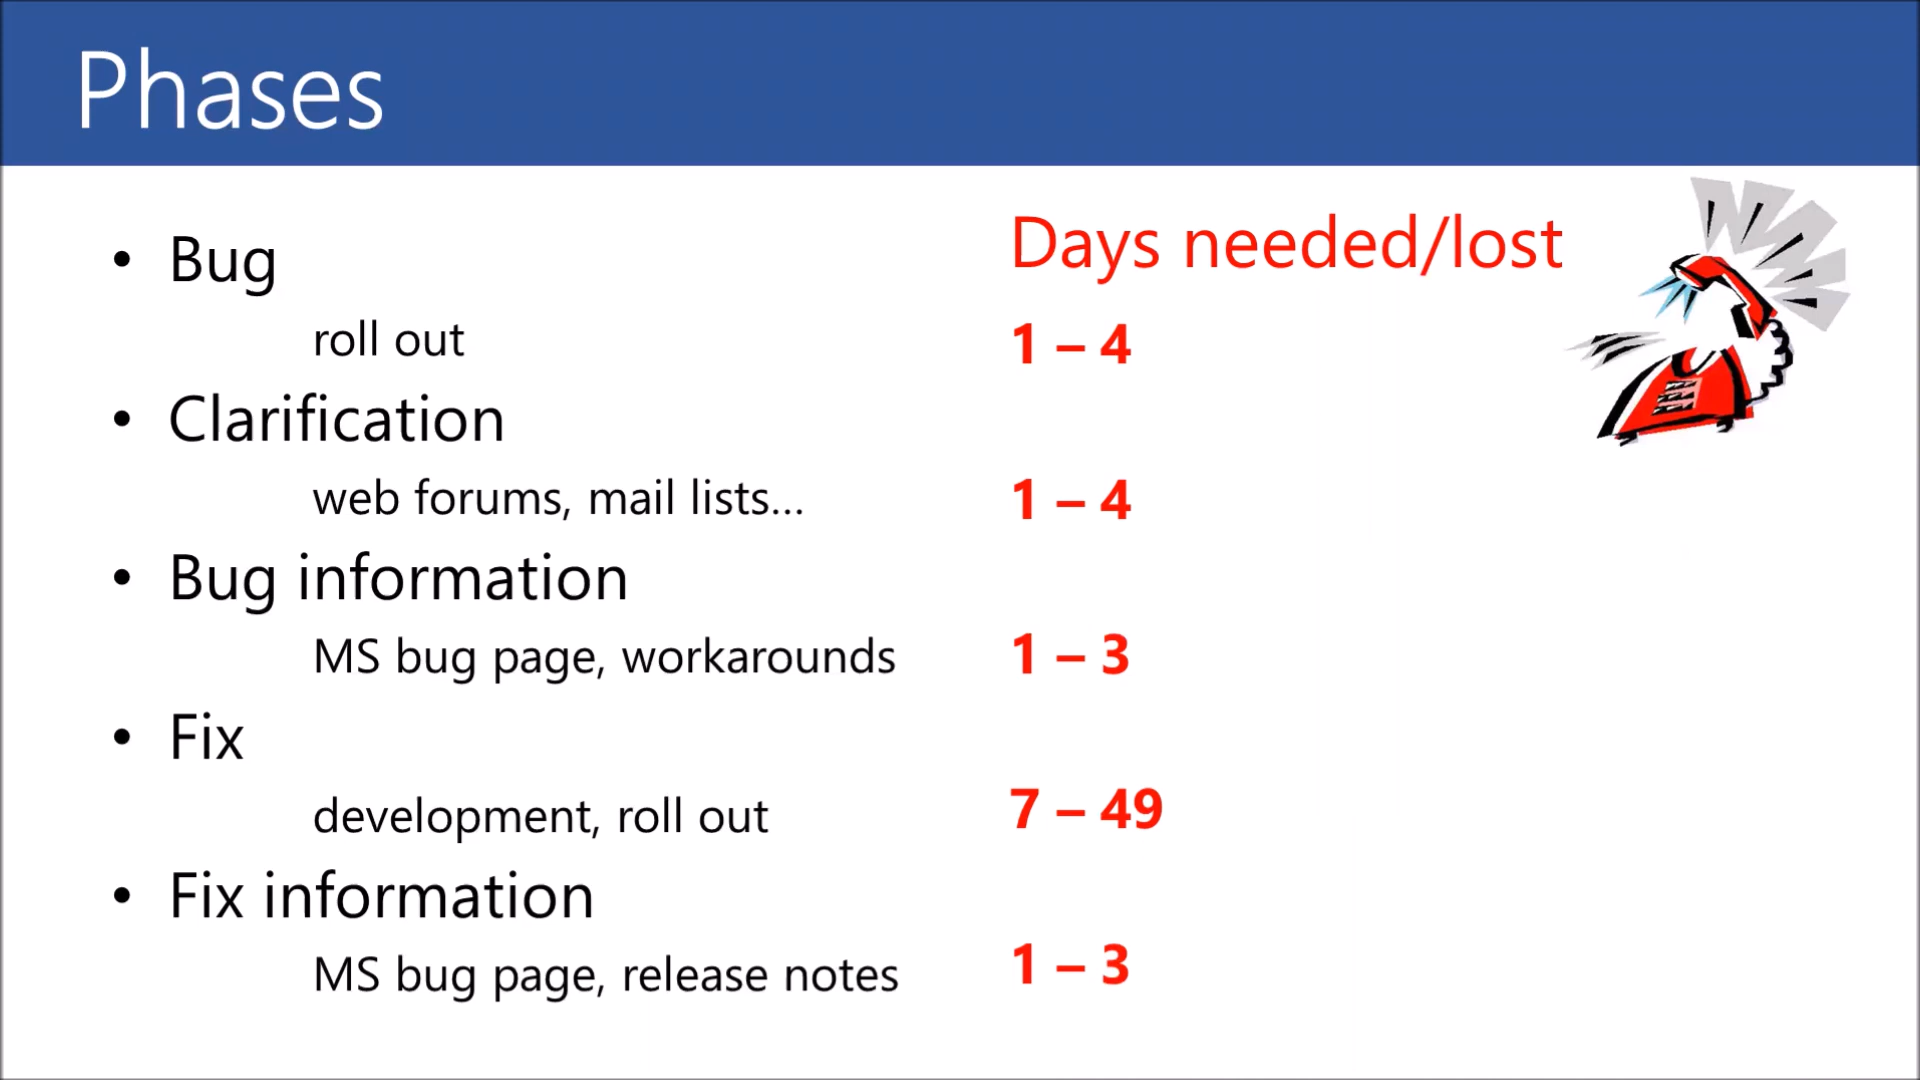 Phases
Days needed/lost
• Bug
roll out
1 – 4
• Clarification
web forums, mail lists...
1 – 4
• Bug information
MS bug page, workarounds
1 – 3
• Fix
development, roll out
7 – 49
• Fix information
MS bug page, release notes
1 – 3